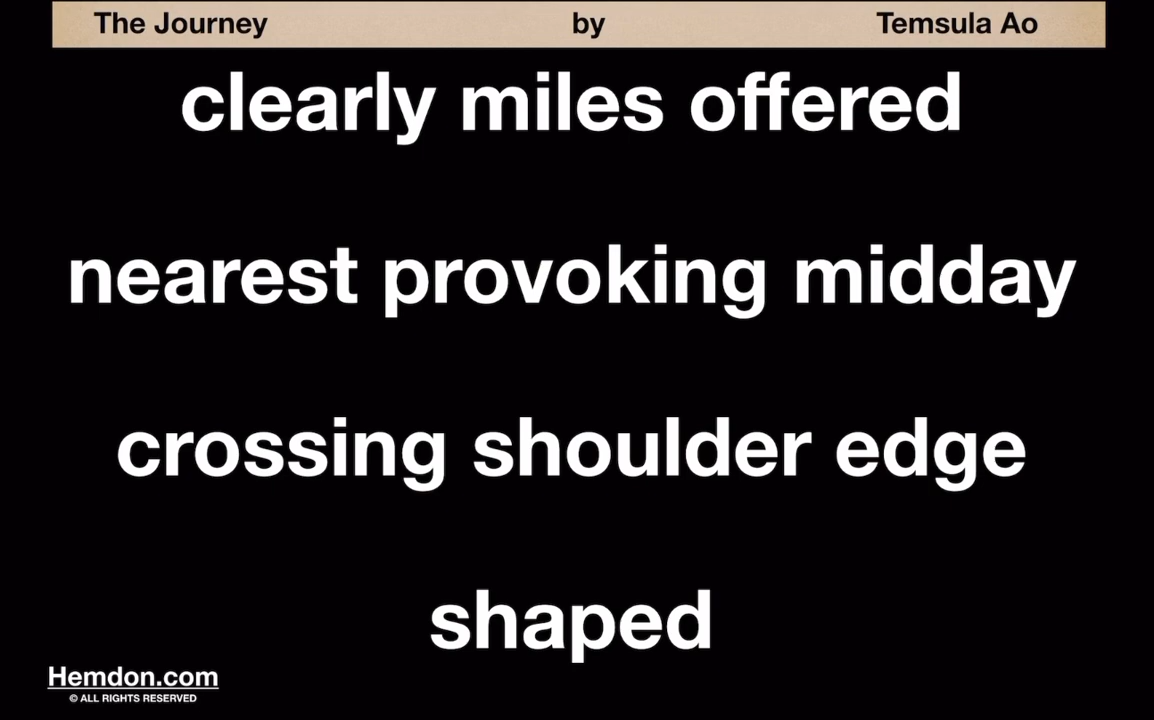 The Journey by Temsula Ao
clearly miles offered
nearest provoking midday
crossing shoulder edge
shaped
Hemdon.com
© ALL RIGHTS RESERVED